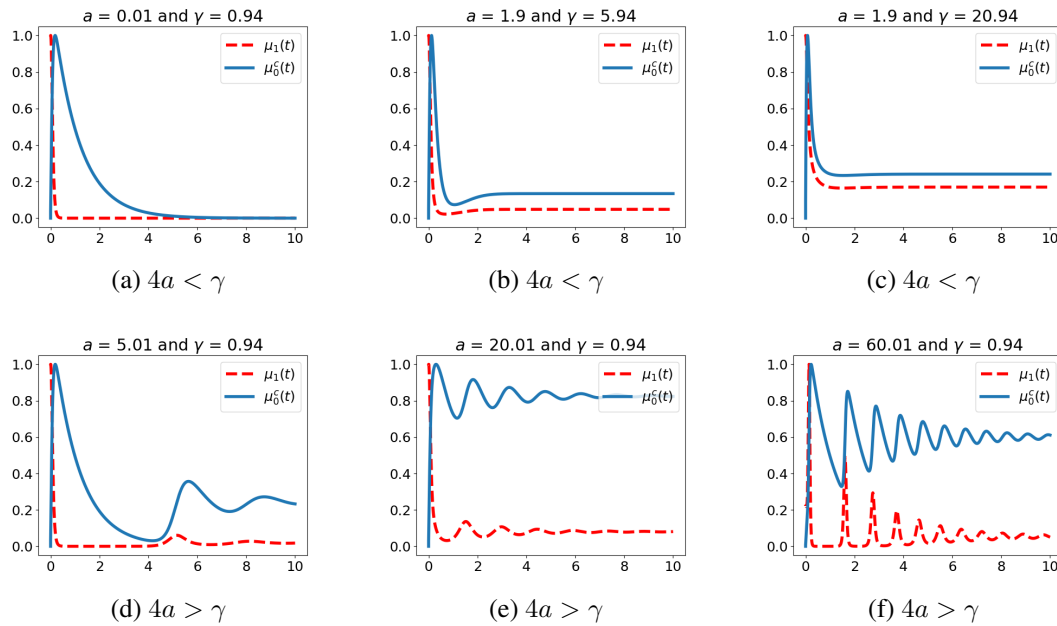 a = 0.01 and γ = 0.94
a = 1.9 and γ = 5.94
a = 1.9 and γ = 20.94
1.0
0.8
0.6
0.4
0.2
0.0
μ₁(t)
μ₀ᶜ(t)
0 2 4 6 8 10
1.0
0.8
0.6
0.4
0.2
0.0
μ₁(t)
μ₀ᶜ(t)
0 2 4 6 8 10
1.0
0.8
0.6
0.4
0.2
0.0
μ₁(t)
μ₀ᶜ(t)
0 2 4 6 8 10
(a) 4a < γ
(b) 4a < γ
(c) 4a < γ
a = 5.01 and γ = 0.94
a = 20.01 and γ = 0.94
a = 60.01 and γ = 0.94
1.0
0.8
0.6
0.4
0.2
0.0
μ₁(t)
μ₀ᶜ(t)
0 2 4 6 8 10
1.0
0.8
0.6
0.4
0.2
0.0
μ₁(t)
μ₀ᶜ(t)
0 2 4 6 8 10
1.0
0.8
0.6
0.4
0.2
0.0
μ₁(t)
μ₀ᶜ(t)
0 2 4 6 8 10
(d) 4a > γ
(e) 4a > γ
(f) 4a > γ